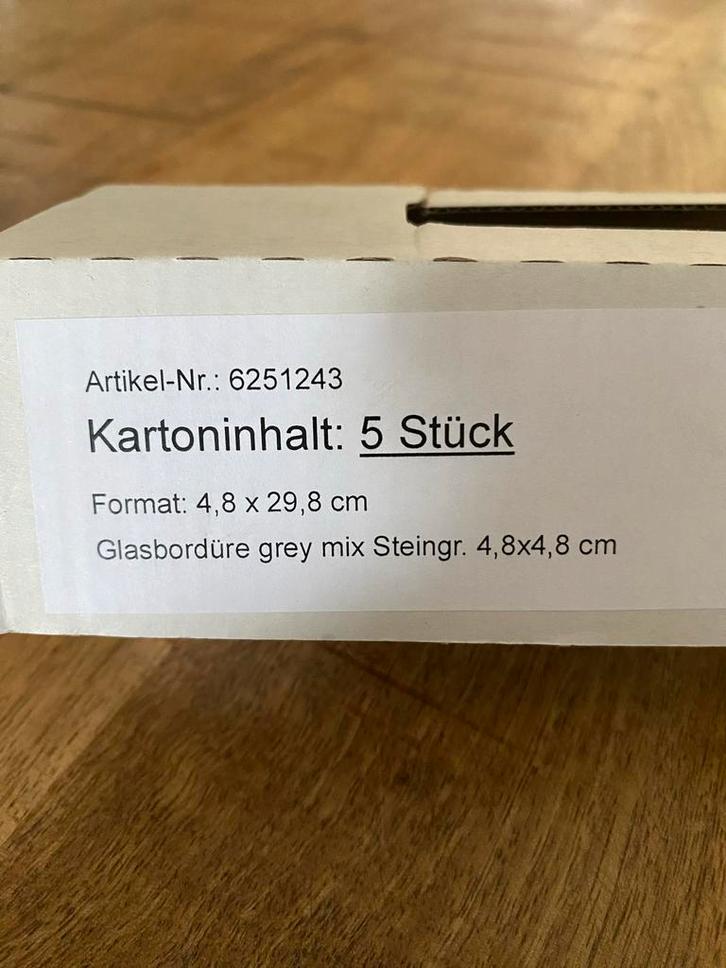 Artikel-Nr.: 6251243
Kartoninhalt: 5 Stück
Format: 4,8 x 29,8 cm
Glasbordüre grey mix Steingr. 4,8x4,8 cm